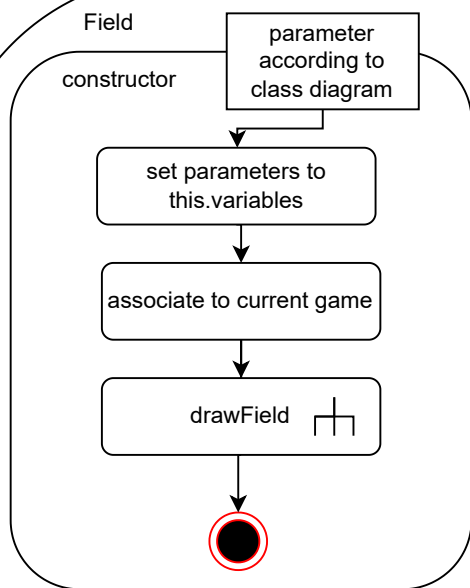 Field
parameter
according to
class diagram
constructor
set parameters to
this.variables
associate to current game
drawField